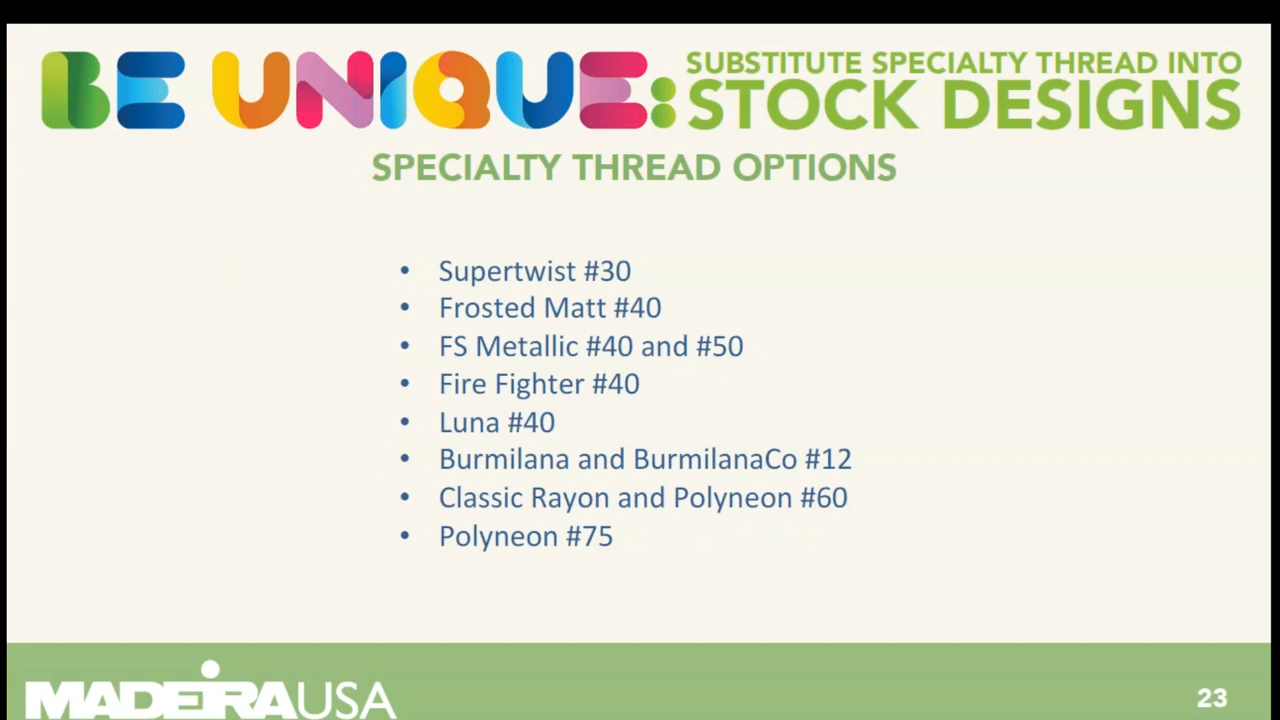 BE UNIQUE: SUBSTITUTE SPECIALTY THREAD INTO
STOCK DESIGNS
SPECIALTY THREAD OPTIONS
• Supertwist #30
• Frosted Matt #40
• FS Metallic #40 and #50
• Fire Fighter #40
• Luna #40
• Burmilana and BurmilanaCo #12
• Classic Rayon and Polyneon #60
• Polyneon #75
MADEIRAUSA
23